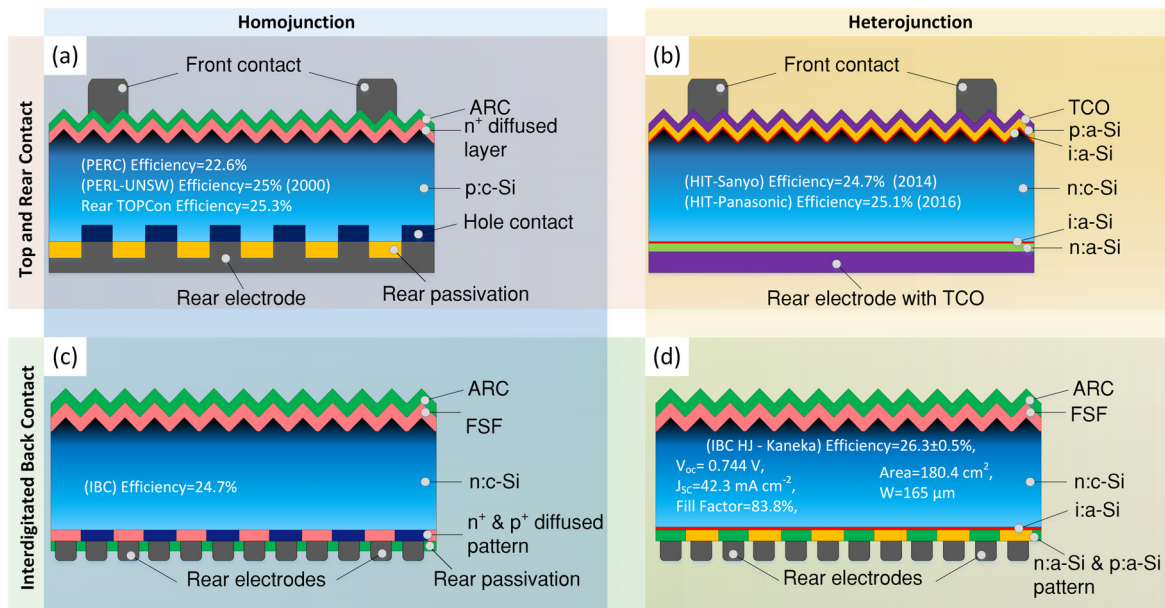 Homojunction
Heterojunction
Top and Rear Contact
(a)
Front contact
ARC
n⁺ diffused
layer
(PERC) Efficiency=22.6%
(PERL-UNSW) Efficiency=25% (2000)
Rear TOPCon Efficiency=25.3%
p:c-Si
Hole contact
Rear electrode
Rear passivation
(b)
Front contact
TCO
p:a-Si
i:a-Si
(HIT-Sanyo) Efficiency=24.7% (2014)
(HIT-Panasonic) Efficiency=25.1% (2016)
n:c-Si
i:a-Si
n:a-Si
Rear electrode with TCO
Interdigitated Back Contact
(c)
ARC
FSF
(IBC) Efficiency=24.7%
n:c-Si
n⁺ & p⁺ diffused
pattern
Rear electrodes
Rear passivation
(d)
ARC
FSF
(IBC HJ - Kaneka) Efficiency=26.3±0.5%,
V_oc= 0.744 V,
J_SC=42.3 mA cm⁻²,
Fill Factor=83.8%,
Area=180.4 cm²,
W=165 µm
n:c-Si
i:a-Si
Rear electrodes
n:a-Si & p:a-Si
pattern